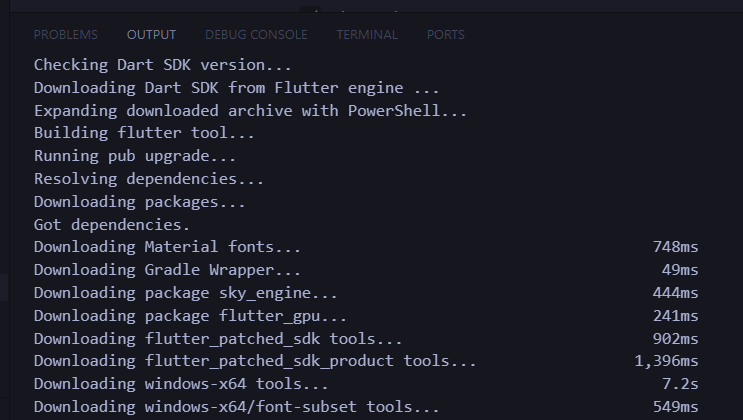 PROBLEMS OUTPUT DEBUG CONSOLE TERMINAL PORTS
Checking Dart SDK version...
Downloading Dart SDK from Flutter engine ...
Expanding downloaded archive with PowerShell...
Building flutter tool...
Running pub upgrade...
Resolving dependencies...
Downloading packages...
Got dependencies.
Downloading Material fonts... 748ms
Downloading Gradle Wrapper... 49ms
Downloading package sky_engine... 444ms
Downloading package flutter_gpu... 241ms
Downloading flutter_patched_sdk tools... 902ms
Downloading flutter_patched_sdk_product tools... 1,396ms
Downloading windows-x64 tools... 7.2s
Downloading windows-x64/font-subset tools... 549ms